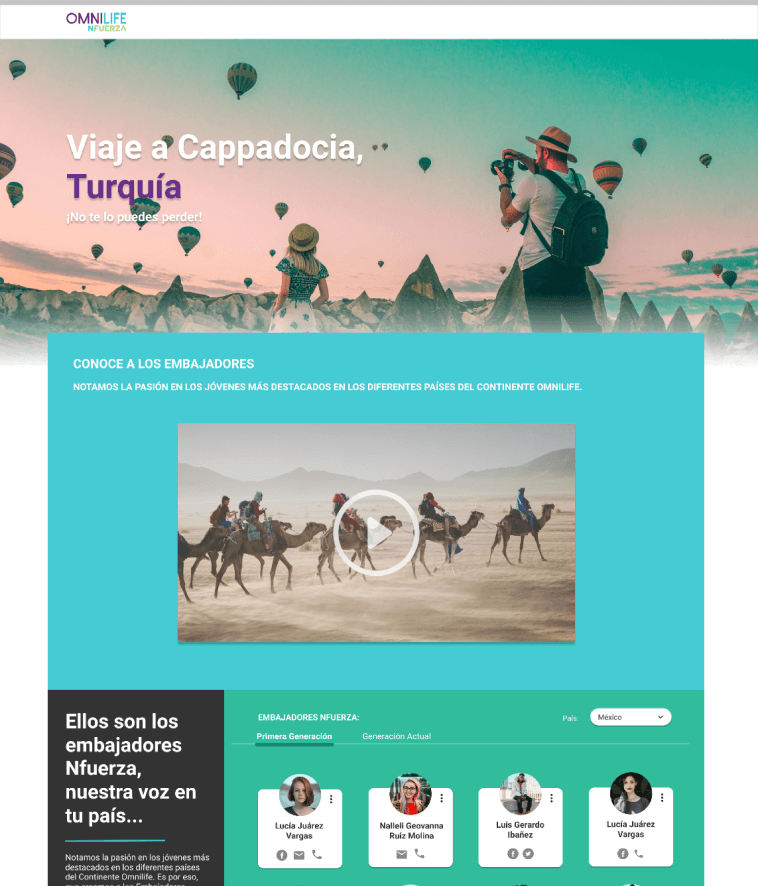 OMNILIFE
NFUERZA
Viaje a Cappadocia,
Turquía
¡No te lo puedes perder!
CONOCE A LOS EMBAJADORES
NOTAMOS LA PASIÓN EN LOS JÓVENES MÁS DESTACADOS EN LOS DIFERENTES PAÍSES DEL CONTINENTE OMNILIFE.
Ellos son los
embajadores
Nfuerza,
nuestra voz en
tu país...
Notamos la pasión en los jóvenes más
destacados en los diferentes países
del Continente Omnilife. Es por eso,
EMBAJADORES NFUERZA:
País:
México
Primera Generación
Generación Actual
Lucía Juárez
Vargas
Nalleli Geovanna
Ruiz Molina
Luis Gerardo
Ibañez
Lucía Juárez
Vargas